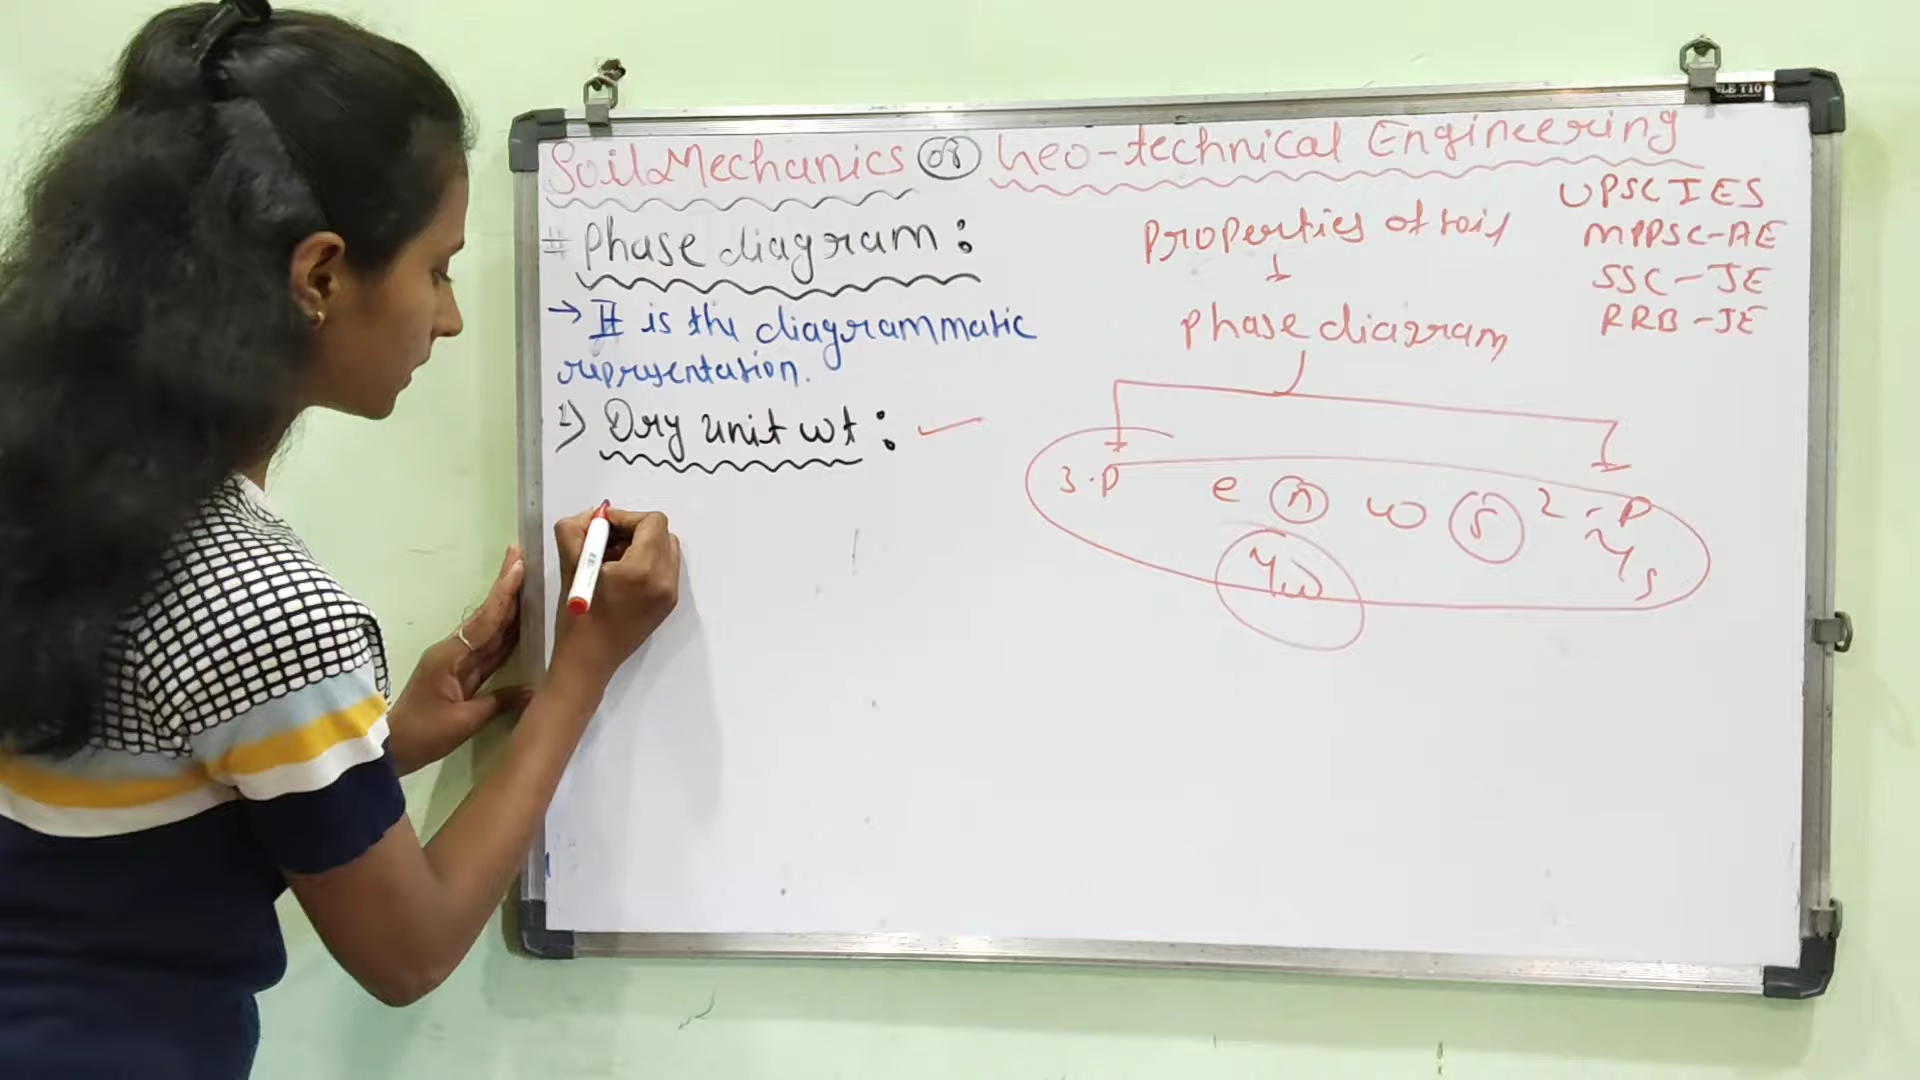 Soil Mechanics or Geo-technical Engineering
# Phase diagram:
→ It is the diagrammatic
representation.
1) Dry unit wt:
Properties of soil
Phase diagram
3-P e n w S 2-P
γw γs
UPSC IES
MPPSC-AE
SSC-JE
RRB-JE